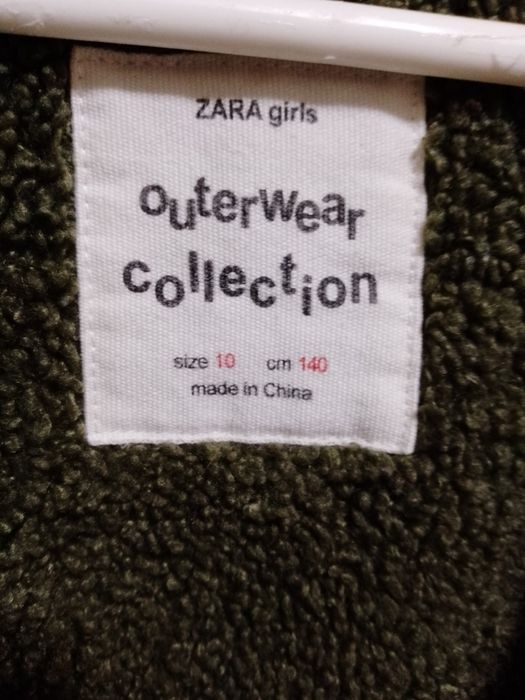 ZARA girls
outerwear
collection
size 10 cm 140
made in China